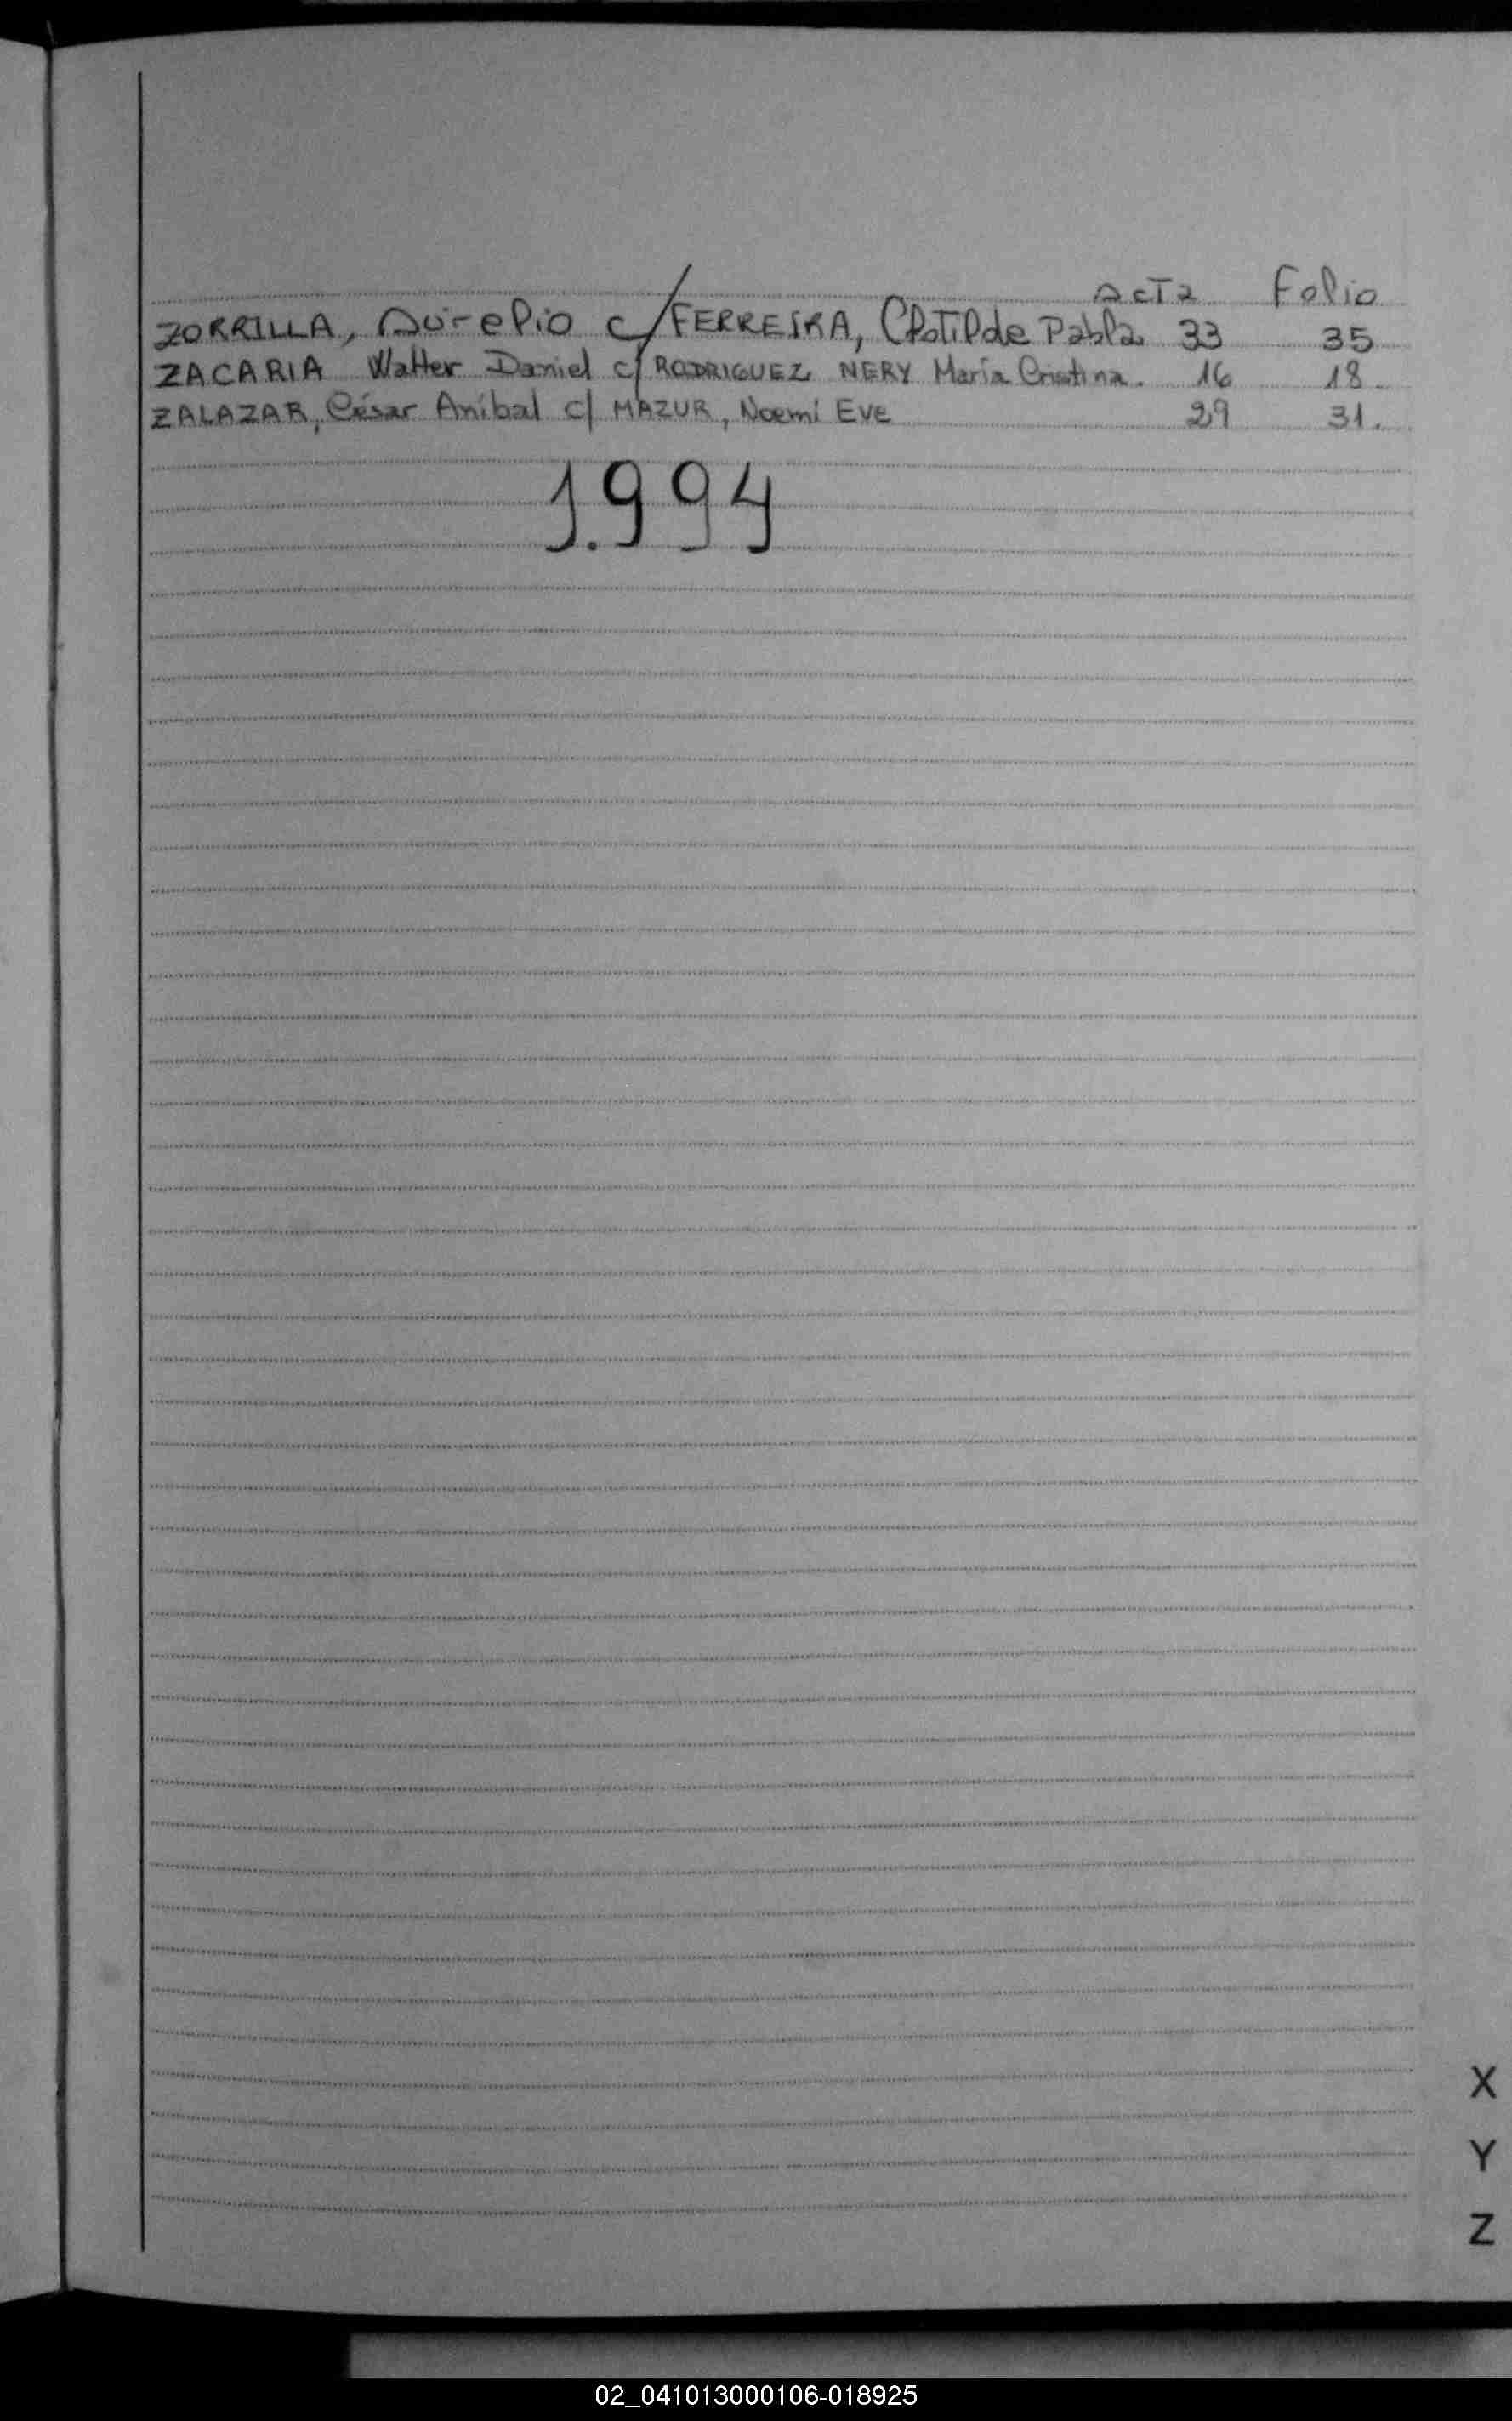 Acta Folio
ZORRILLA, Aurelio c/ FERREIRA, Clotilde Pabla 33 35
ZACARIA Walter Daniel c/ RODRIGUEZ NERY María Cristina. 16 18.
ZALAZAR, César Aníbal c/ MAZUR, Noemí EVE 29 31.
1.994
X
Y
Z
02_041013000106-018925